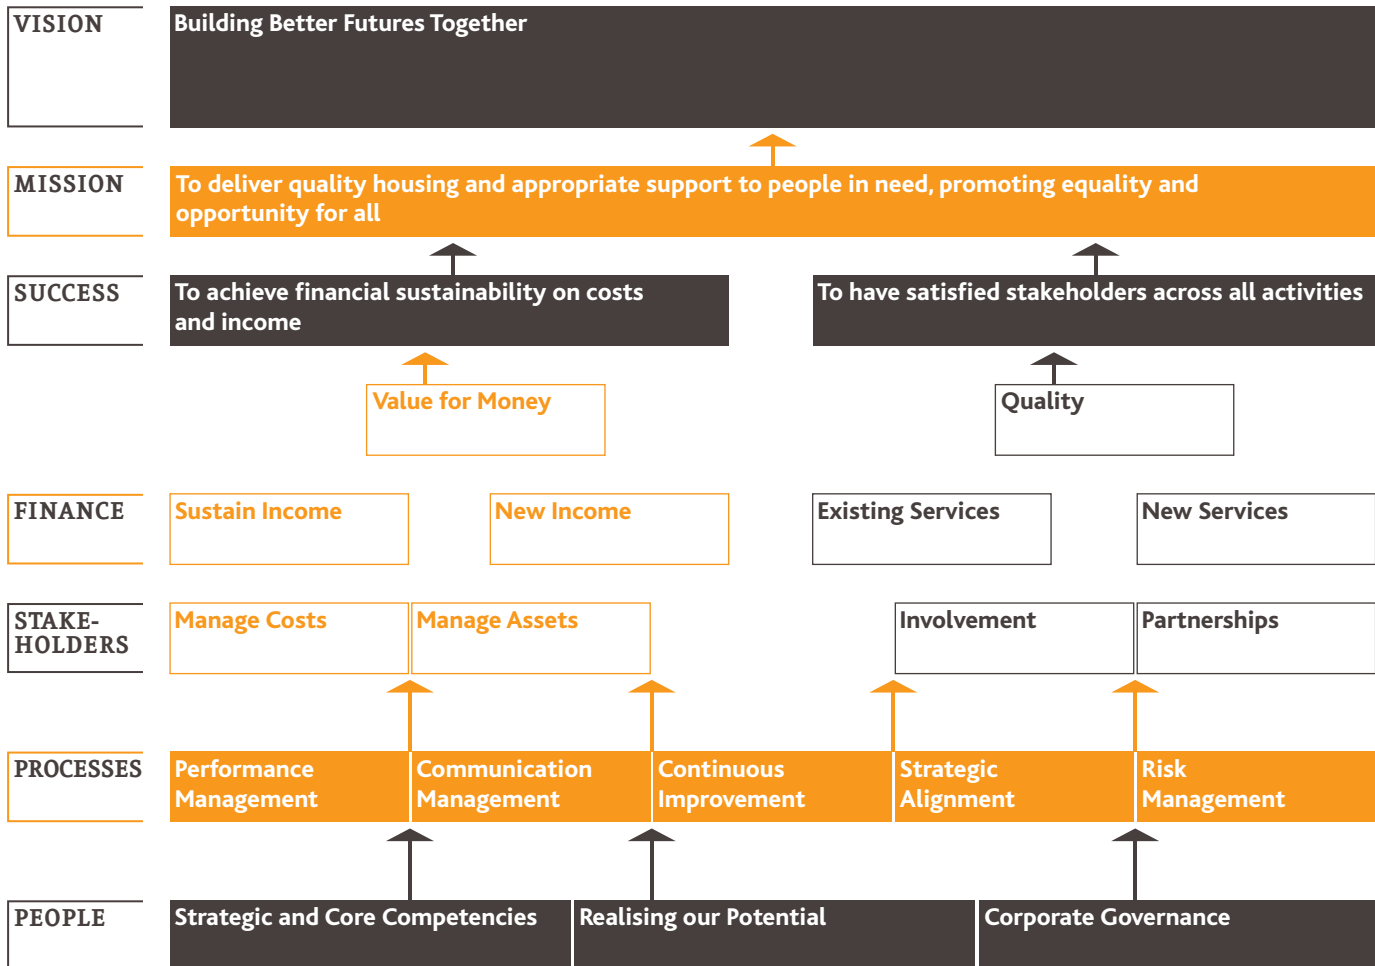 VISION
Building Better Futures Together
MISSION
To deliver quality housing and appropriate support to people in need, promoting equality and
opportunity for all
SUCCESS
To achieve financial sustainability on costs
and income
To have satisfied stakeholders across all activities
Value for Money
Quality
FINANCE
Sustain Income
New Income
Existing Services
New Services
STAKE-
HOLDERS
Manage Costs
Manage Assets
Involvement
Partnerships
PROCESSES
Performance
Management
Communication
Management
Continuous
Improvement
Strategic
Alignment
Risk
Management
PEOPLE
Strategic and Core Competencies
Realising our Potential
Corporate Governance